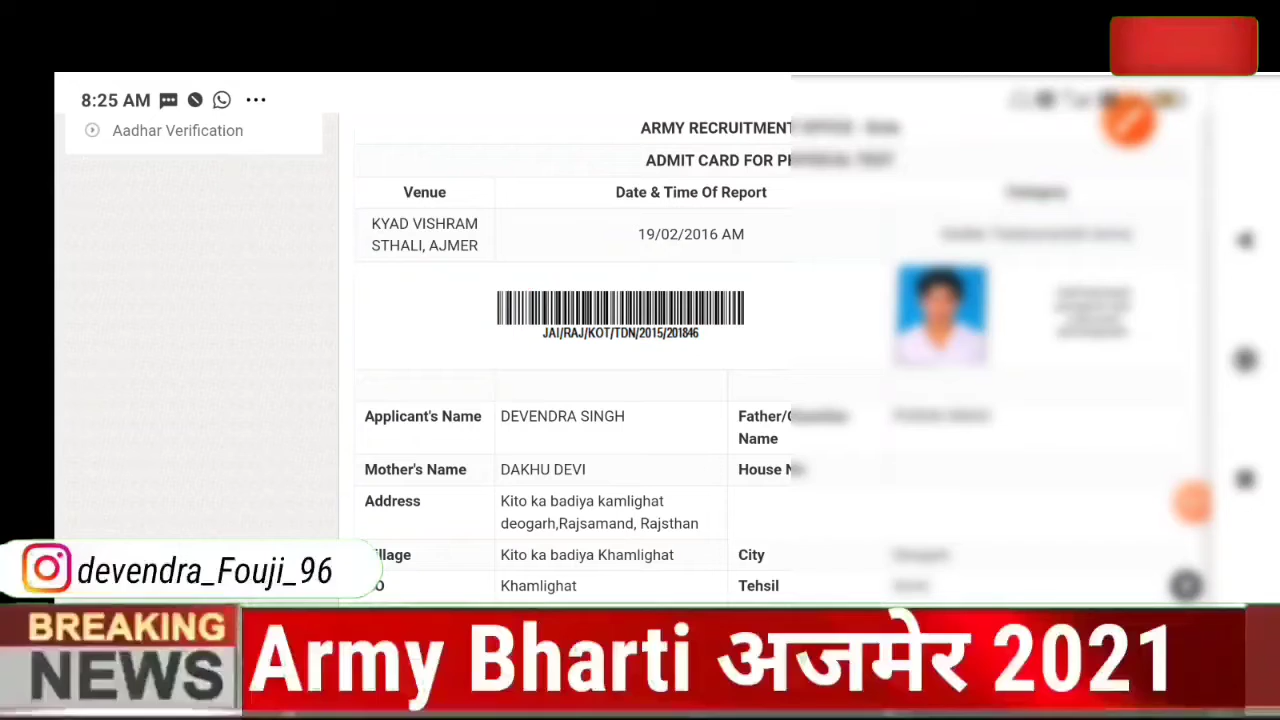 8:25 AM
Aadhar Verification
ARMY RECRUITMENT
ADMIT CARD FOR PH
Venue
Date & Time Of Report
KYAD VISHRAM
STHALI, AJMER
19/02/2016 AM
JAI/RAJ/KOT/TDN/2015/201846
Applicant's Name DEVENDRA SINGH Father/
Name
Mother's Name DAKHU DEVI House
Address Kito ka badiya kamlighat
deogarh,Rajsamand, Rajsthan
llage Kito ka badiya Khamlighat City
Khamlighat Tehsil
devendra_Fouji_96
BREAKING
NEWS
Army Bharti अजमेर 2021